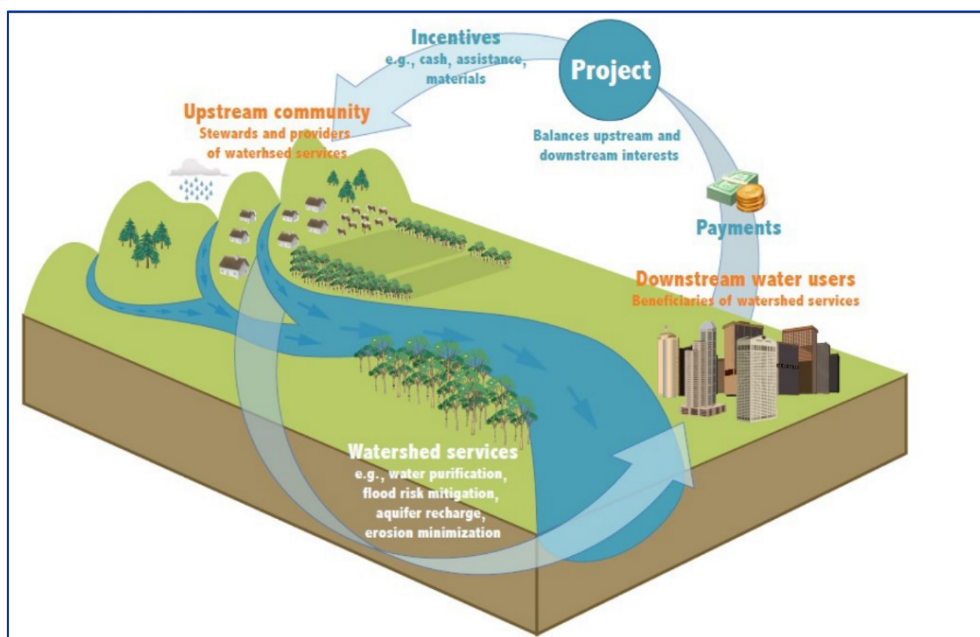 Incentives
e.g., cash, assistance,
materials
Project
Upstream community
Stewards and providers
of waterhsed services
Balances upstream and
downstream interests
Payments
Downstream water users
Beneficiaries of watershed services
Watershed services
e.g., water purification,
flood risk mitigation,
aquifer recharge,
erosion minimization